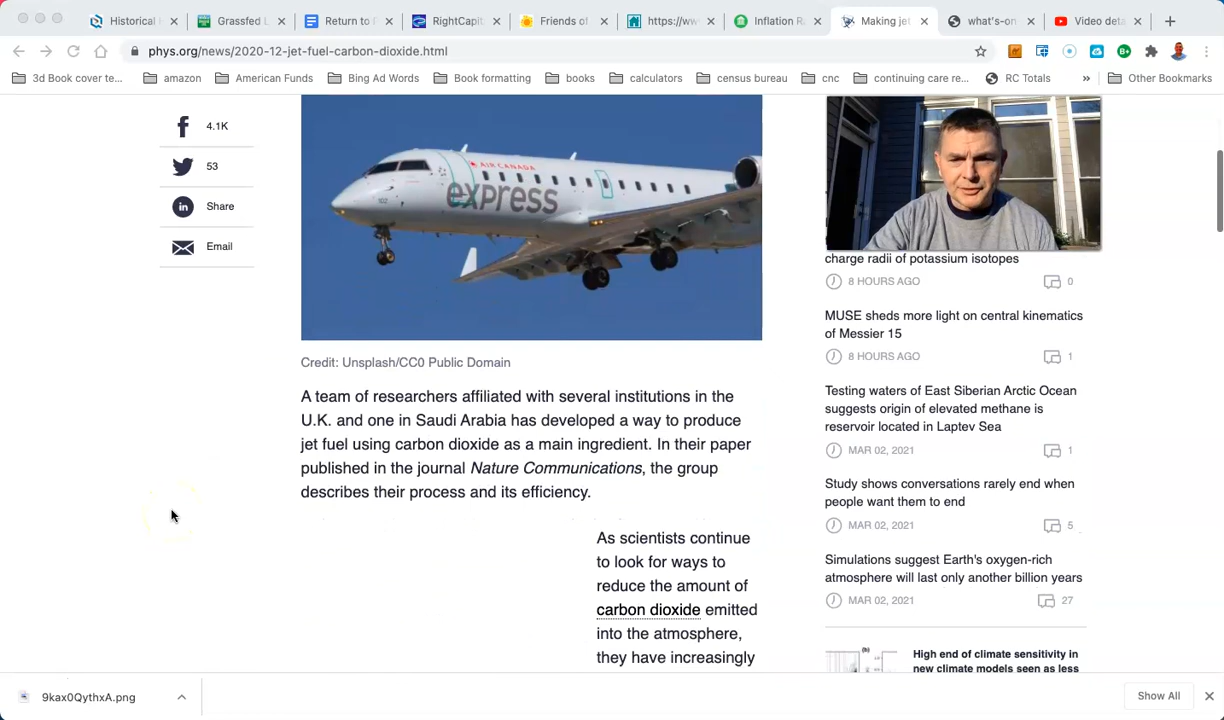 Historical
Grassfed L
Return to
RightCapit
Friends of
https://ww
Inflation R
Making jet
what's-on
Video deta
phys.org/news/2020-12-jet-fuel-carbon-dioxide.html
3d Book cover te...
amazon
American Funds
Bing Ad Words
Book formatting
books
calculators
census bureau
cnc
continuing care re...
RC Totals
»
Other Bookmarks
4.1K
53
Share
Email
AIR CANADA
express
102
Credit: Unsplash/CC0 Public Domain
A team of researchers affiliated with several institutions in the
U.K. and one in Saudi Arabia has developed a way to produce
jet fuel using carbon dioxide as a main ingredient. In their paper
published in the journal Nature Communications, the group
describes their process and its efficiency.
As scientists continue
to look for ways to
reduce the amount of
carbon dioxide emitted
into the atmosphere,
they have increasingly
charge radii of potassium isotopes
8 HOURS AGO
0
MUSE sheds more light on central kinematics
of Messier 15
8 HOURS AGO
1
Testing waters of East Siberian Arctic Ocean
suggests origin of elevated methane is
reservoir located in Laptev Sea
MAR 02, 2021
1
Study shows conversations rarely end when
people want them to end
MAR 02, 2021
5
Simulations suggest Earth's oxygen-rich
atmosphere will last only another billion years
MAR 02, 2021
27
High end of climate sensitivity in
new climate models seen as less
9kax0QythxA.png
Show All